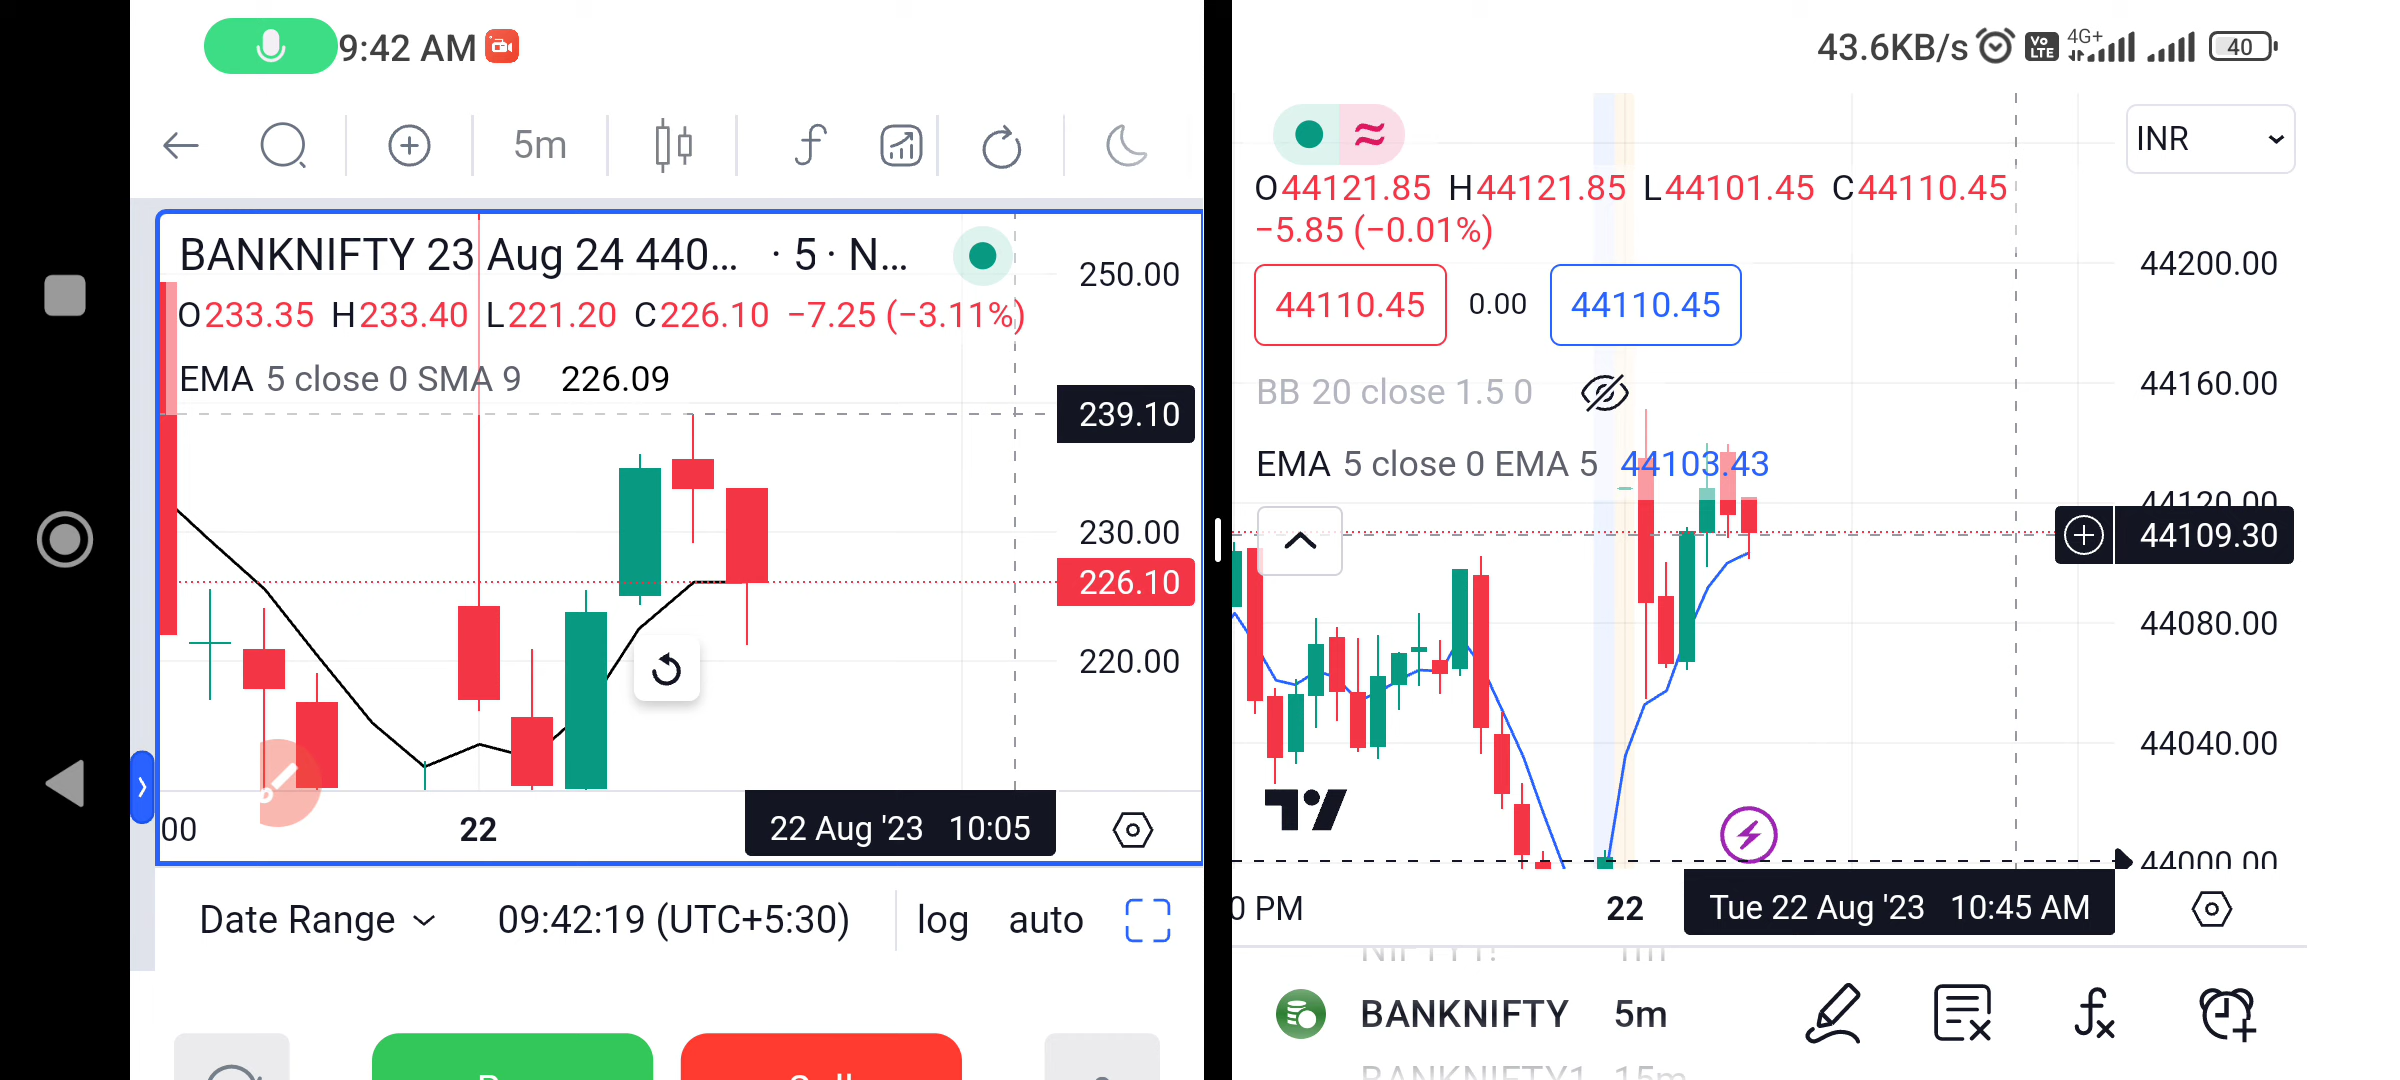 9:42 AM
43.6KB/s Vo LTE 4G+ 40
5m
INR
BANKNIFTY 23 Aug 24 440... · 5 · N...
O233.35 H233.40 L221.20 C226.10 −7.25 (−3.11%)
EMA 5 close 0 SMA 9 226.09
250.00
239.10
230.00
226.10
220.00
00
22
22 Aug '23 10:05
Date Range
09:42:19 (UTC+5:30)
log
auto
O44121.85 H44121.85 L44101.45 C44110.45
−5.85 (−0.01%)
44110.45 0.00 44110.45
BB 20 close 1.5 0
EMA 5 close 0 EMA 5 44103.43
44200.00
44160.00
44120.00
44109.30
44080.00
44040.00
44000.00
0 PM
22
Tue 22 Aug '23 10:45 AM
BANKNIFTY 5m
BANKNIFTY1 15m